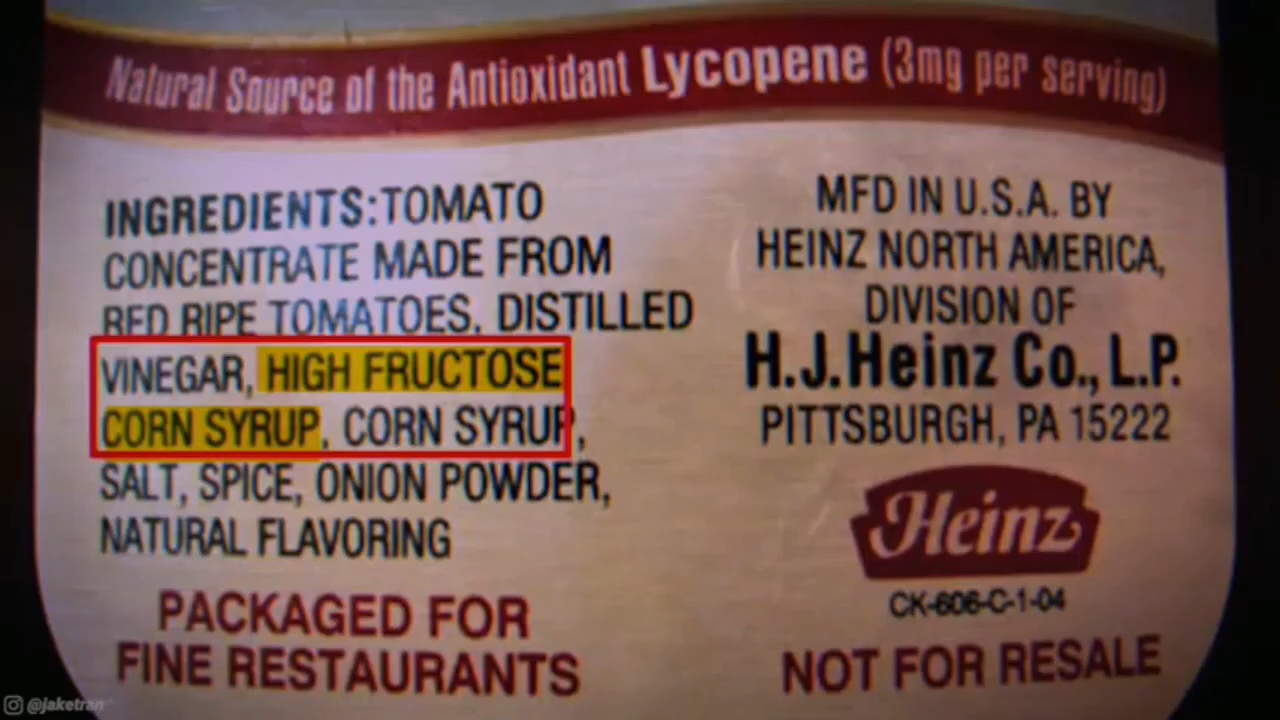 Natural Source of the Antioxidant Lycopene (3mg per serving)
INGREDIENTS: TOMATO
CONCENTRATE MADE FROM
RED RIPE TOMATOES, DISTILLED
VINEGAR, HIGH FRUCTOSE
CORN SYRUP, CORN SYRUP,
SALT, SPICE, ONION POWDER,
NATURAL FLAVORING
PACKAGED FOR
FINE RESTAURANTS
MFD IN U.S.A. BY
HEINZ NORTH AMERICA,
DIVISION OF
H.J.Heinz Co., L.P.
PITTSBURGH, PA 15222
Heinz
CK-606-C-1-04
NOT FOR RESALE
@jaketran